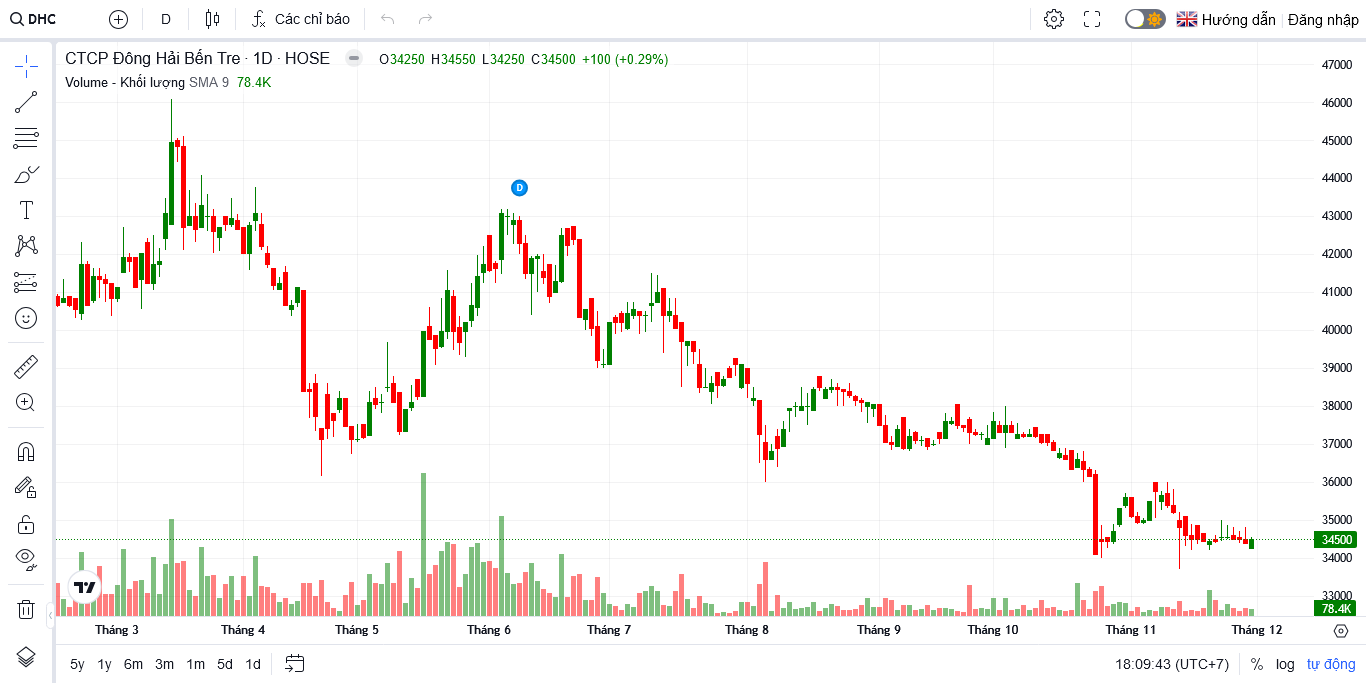 DHC D Các chỉ báo Hướng dẫn Đăng nhập
CTCP Đông Hải Bến Tre · 1D · HOSE O34250 H34550 L34250 C34500 +100 (+0.29%)
Volume - Khối lượng SMA 9 78.4K
D
47000
46000
45000
44000
43000
42000
41000
40000
39000
38000
37000
36000
35000
34500
34000
33000
78.4K
Tháng 3 Tháng 4 Tháng 5 Tháng 6 Tháng 7 Tháng 8 Tháng 9 Tháng 10 Tháng 11 Tháng 12
5y 1y 6m 3m 1m 5d 1d 18:09:43 (UTC+7) % log tự động